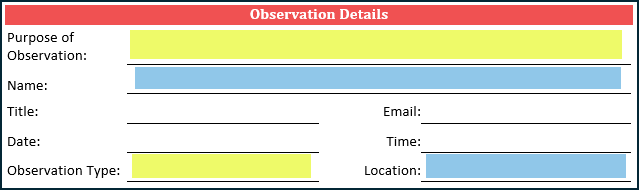 Observation Details
Purpose of
Observation:
Name:
Title: Email:
Date: Time:
Observation Type: Location: